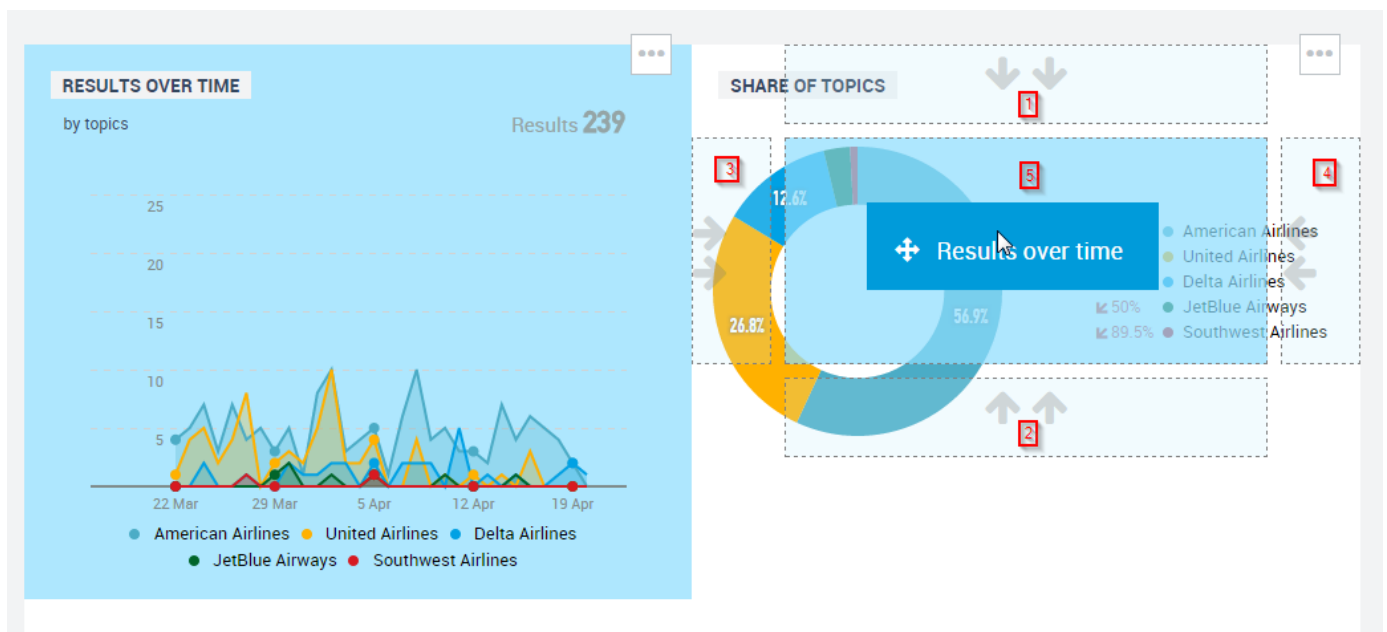 RESULTS OVER TIME
by topics
Results 239
25
20
15
10
5
22 Mar 29 Mar 5 Apr 12 Apr 19 Apr
American Airlines United Airlines Delta Airlines
JetBlue Airways Southwest Airlines
SHARE OF TOPICS
1
3
5
4
12.6%
Results over time
American Airlines
United Airlines
Delta Airlines
50% JetBlue Airways
89.5% Southwest Airlines
26.8%
56.9%
2